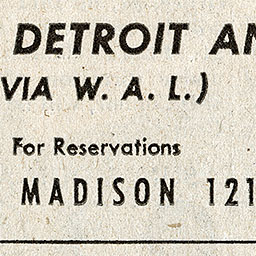 DETROIT AN
VIA W. A. L.)
For Reservations
MADISON 121